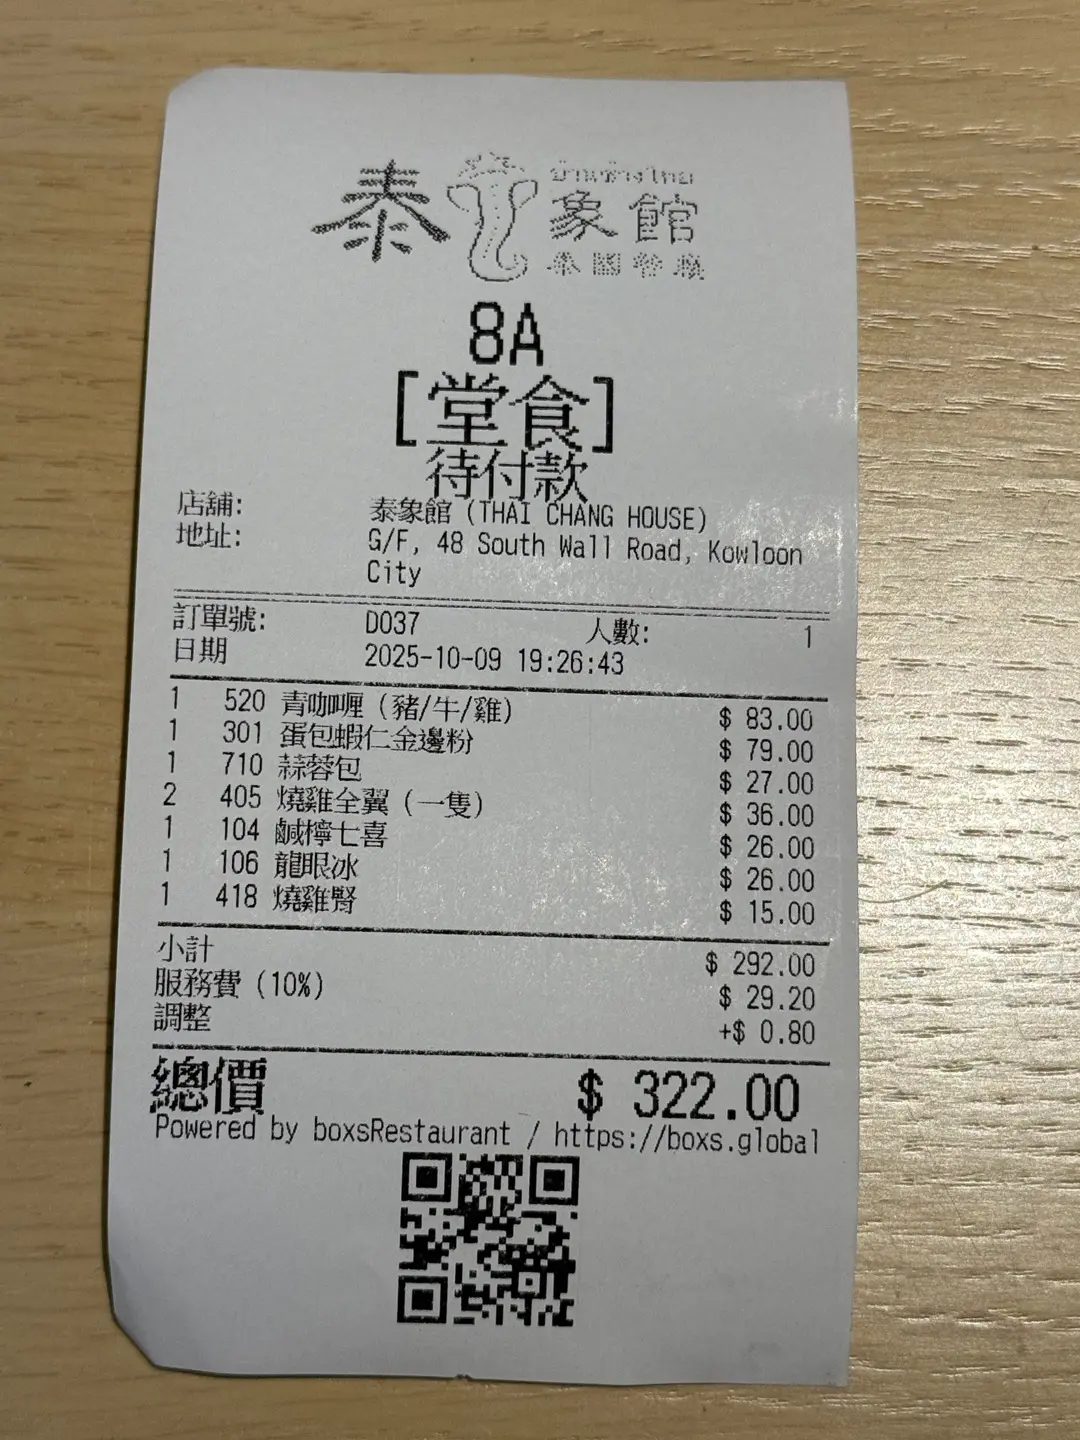 泰 象館
泰國餐廳
8A
[堂食]
待付款
店舖: 泰象館 (THAI CHANG HOUSE)
地址: G/F, 48 South Wall Road, Kowloon
City
訂單號: D037 人數: 1
日期 2025-10-09 19:26:43
1 520 青咖喱 (豬/牛/雞) $ 83.00
1 301 蛋包蝦仁金邊粉 $ 79.00
1 710 蒜蓉包 $ 27.00
2 405 燒雞全翼 (一隻) $ 36.00
1 104 鹹檸七喜 $ 26.00
1 106 龍眼冰 $ 26.00
1 418 燒雞腎 $ 15.00
小計 $ 292.00
服務費 (10%) $ 29.20
調整 +$ 0.80
總價 $ 322.00
Powered by boxsRestaurant / https://boxs.global